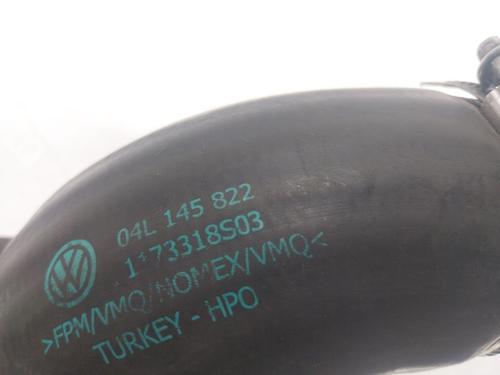 04L 145 822
1*73318S03
>FPM/VMQ/NOMEX/VMQ<
TURKEY - HPO